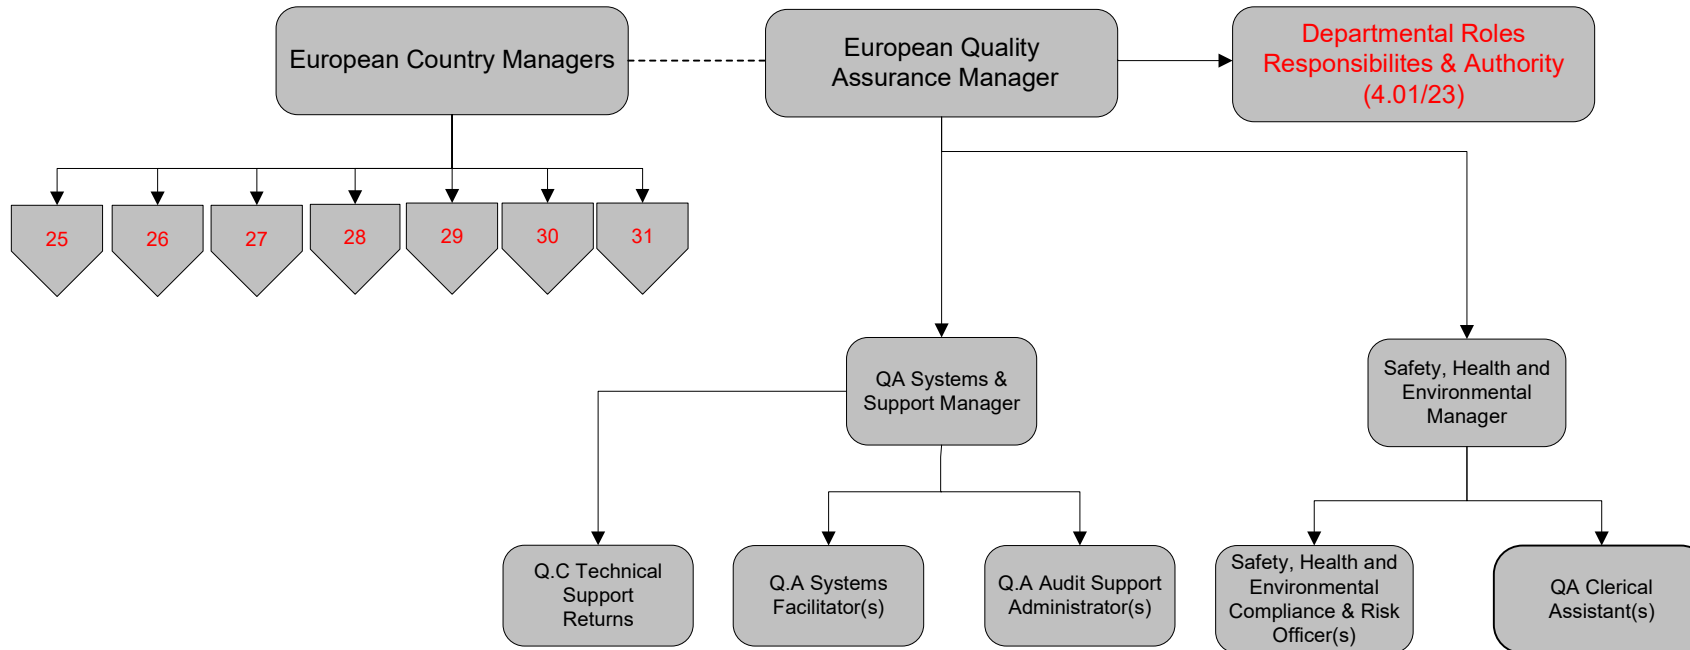 European Country Managers
European Quality
Assurance Manager
Departmental Roles
Responsibilites & Authority
(4.01/23)
25
26
27
28
29
30
31
QA Systems &
Support Manager
Safety, Health and
Environmental
Manager
Q.C Technical
Support
Returns
Q.A Systems
Facilitator(s)
Q.A Audit Support
Administrator(s)
Safety, Health and
Environmental
Compliance & Risk
Officer(s)
QA Clerical
Assistant(s)